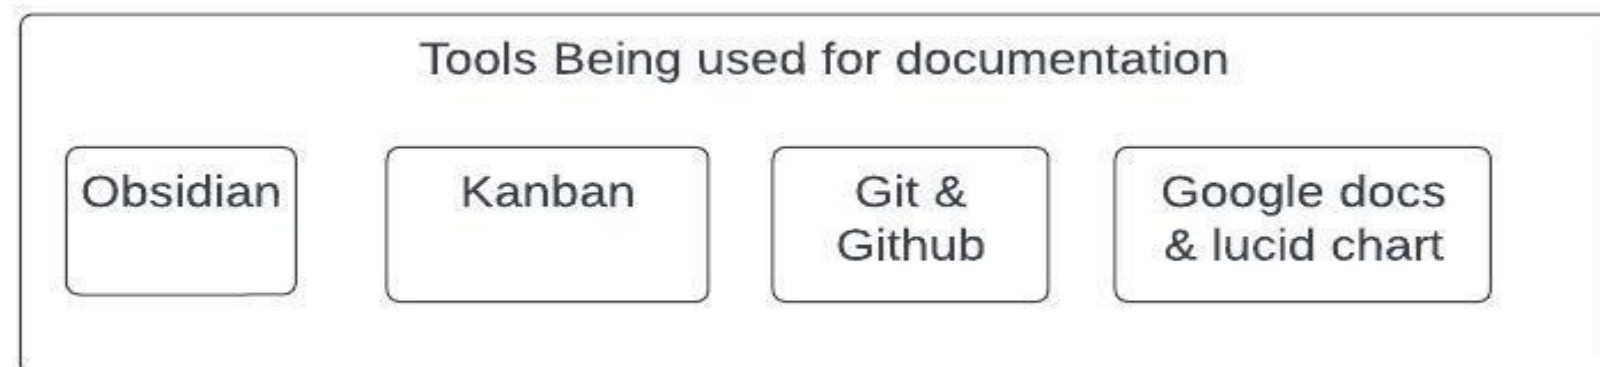 Tools Being used for documentation
Obsidian
Kanban
Git &
Github
Google docs
& lucid chart